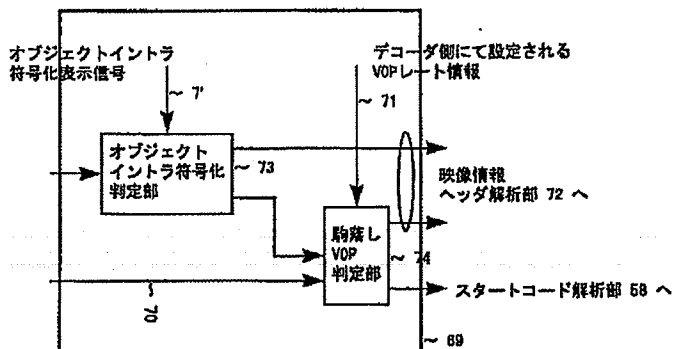 オブジェクトイントラ
符号化表示信号
デコーダ側にて設定される
VOPレート情報
～ 7'
～ 71
オブジェクト
イントラ符号化
判定部
～ 73
映像情報
ヘッダ解析部 72 へ
駒落し
VOP
判定部
～ 74
～ 70
スタートコード解析部 58 へ
～ 69